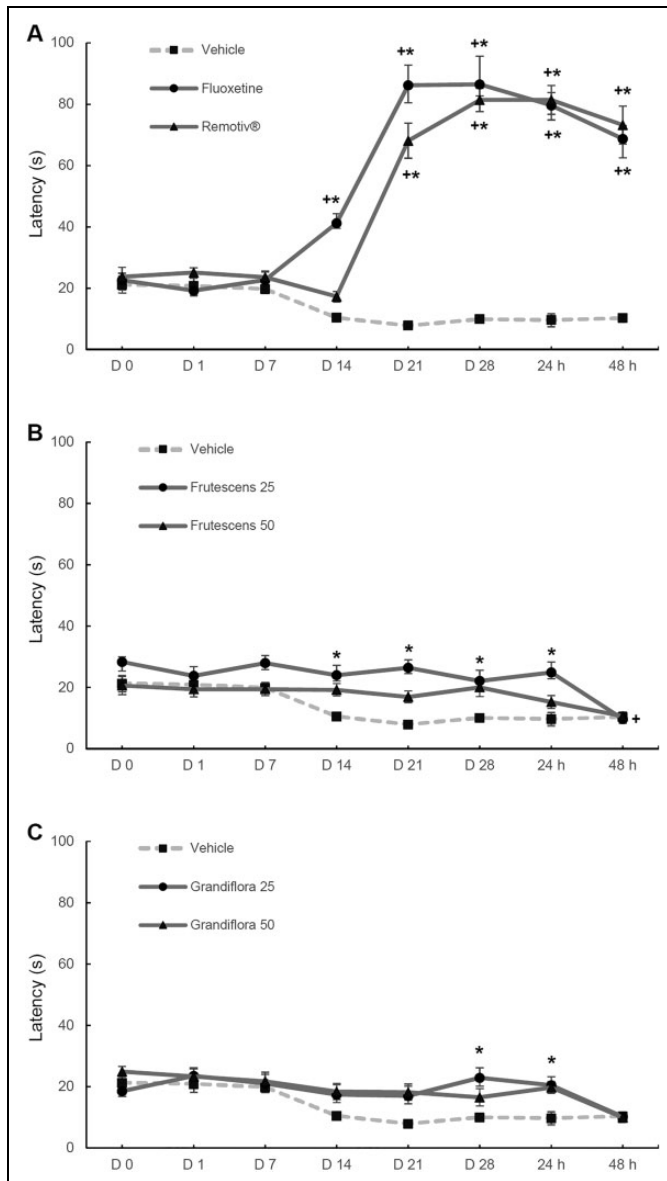 A
100
80
60
40
20
0
Latency (s)
Vehicle
Fluoxetine
Remotiv®
+*
+*
+*
+*
+*
+*
+*
+*
+*
D 0 D 1 D 7 D 14 D 21 D 28 24 h 48 h
B
100
80
60
40
20
0
Latency (s)
Vehicle
Frutescens 25
Frutescens 50
* * * *
+
D 0 D 1 D 7 D 14 D 21 D 28 24 h 48 h
C
100
80
60
40
20
0
Latency (s)
Vehicle
Grandiflora 25
Grandiflora 50
* *
D 0 D 1 D 7 D 14 D 21 D 28 24 h 48 h